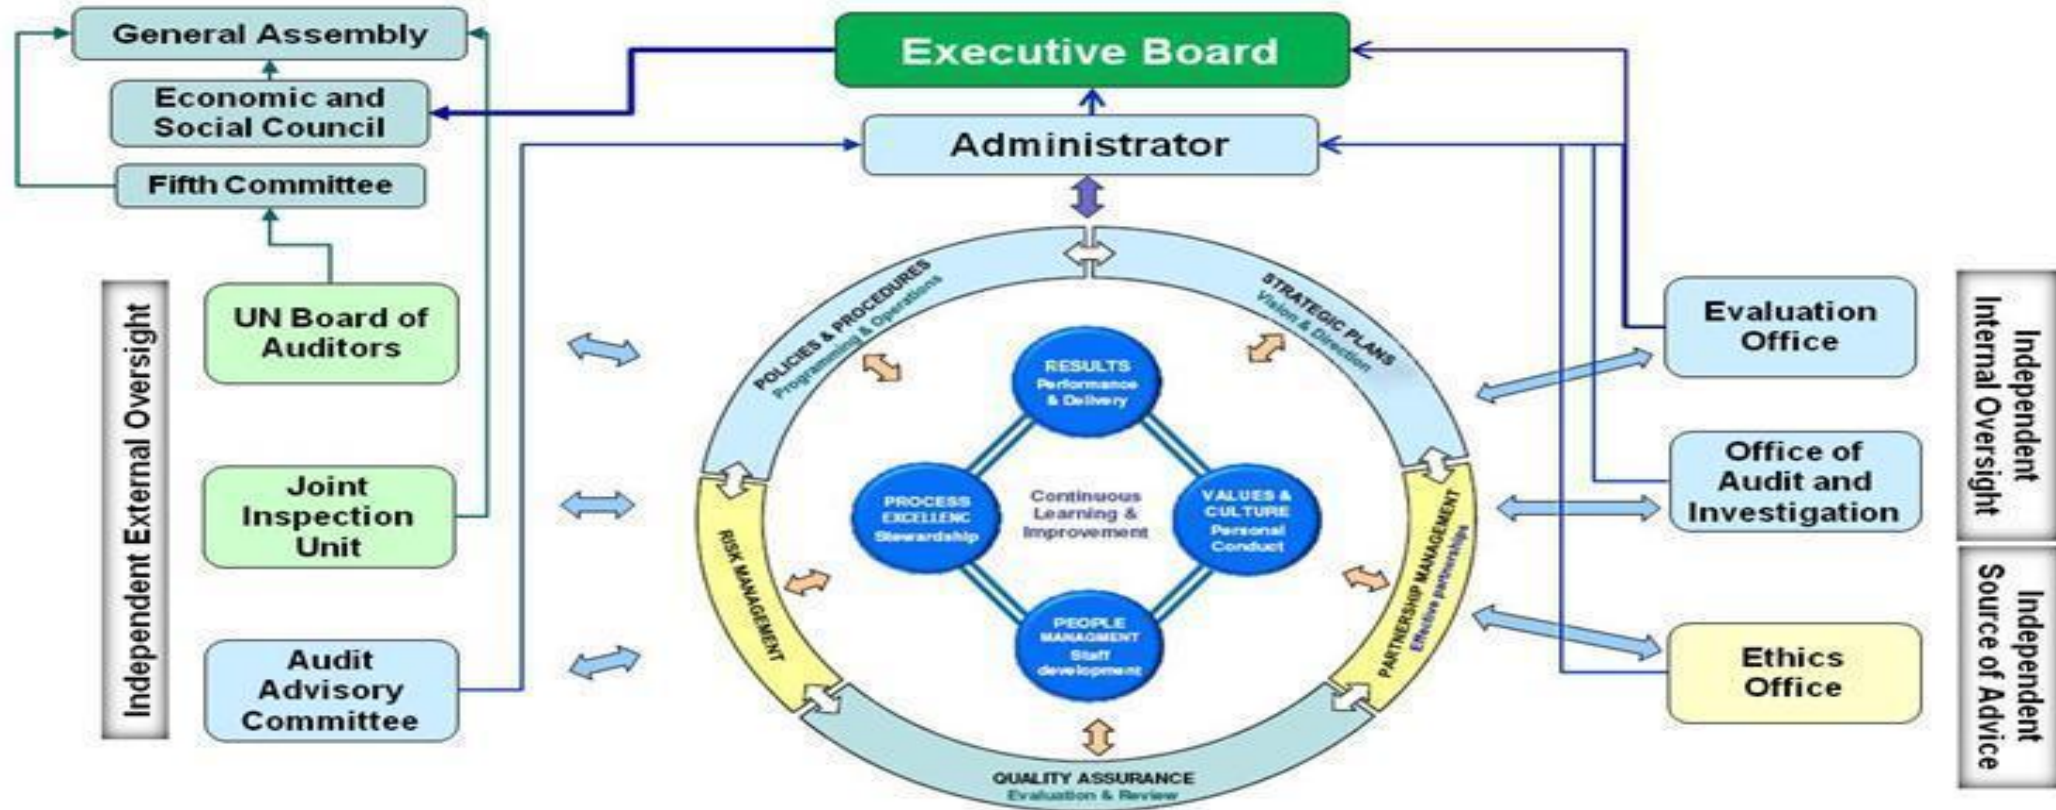 General Assembly
Economic and
Social Council
Fifth Committee
Executive Board
Administrator
Independent External Oversight
UN Board of
Auditors
Joint
Inspection
Unit
Audit
Advisory
Committee
POLICIES & PROCEDURES
Programing & Operations
STRATEGIC PLANS
Vision & Direction
RISK MANAGEMENT
PARTNERSHIP MANAGEMENT
Effective partnerships
QUALITY ASSURANCE
Evaluation & Review
RESULTS
Performance
& Delivery
PROCESS
EXCELLENC
Stewardship
Continuous
Learning &
Improvement
VALUES &
CULTURE
Personal
Conduct
PEOPLE
MANAGMENT
Staff
development
Evaluation
Office
Office of
Audit and
Investigation
Ethics
Office
Independent
Internal Oversight
Independent
Source of Advice